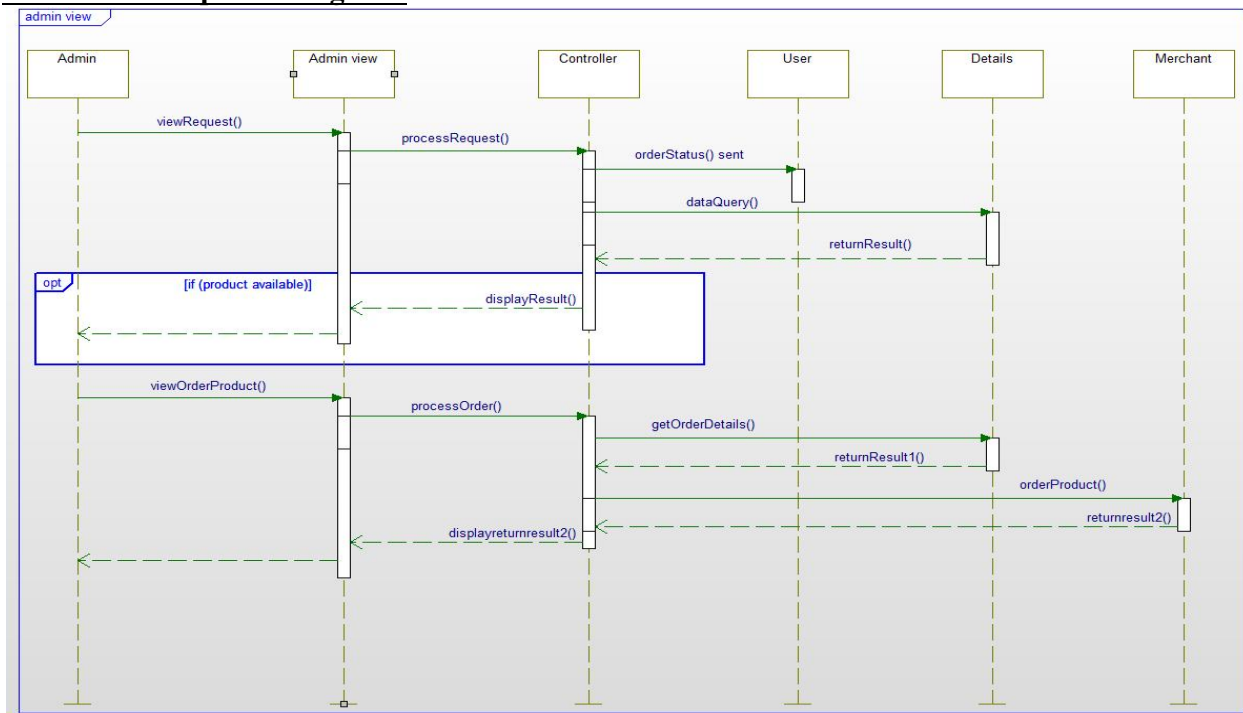 admin view
Admin
Admin view
Controller
User
Details
Merchant
viewRequest()
processRequest()
orderStatus() sent
dataQuery()
returnResult()
opt
[if (product available)]
displayResult()
viewOrderProduct()
processOrder()
getOrderDetails()
returnResult1()
orderProduct()
returnresult2()
displayreturnresult2()